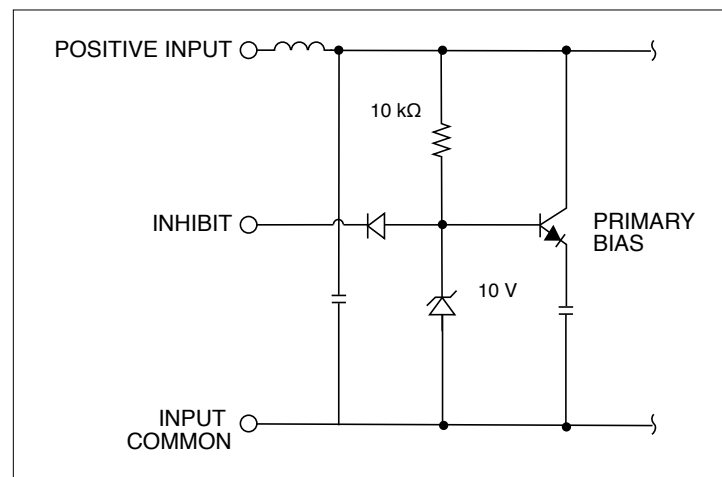 POSITIVE INPUT
10 kΩ
INHIBIT
PRIMARY
BIAS
10 V
INPUT
COMMON